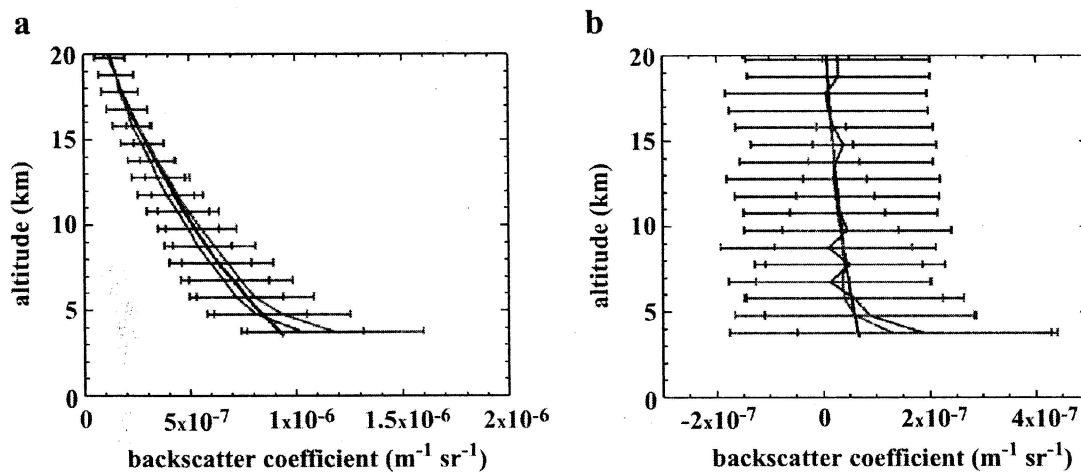 a
20
15
10
5
0
altitude (km)
0
5x10-7
1x10-6
1.5x10-6
2x10-6
backscatter coefficient (m-1 sr-1)
b
20
15
10
5
0
altitude (km)
-2x10-7
0
2x10-7
4x10-7
backscatter coefficient (m-1 sr-1)